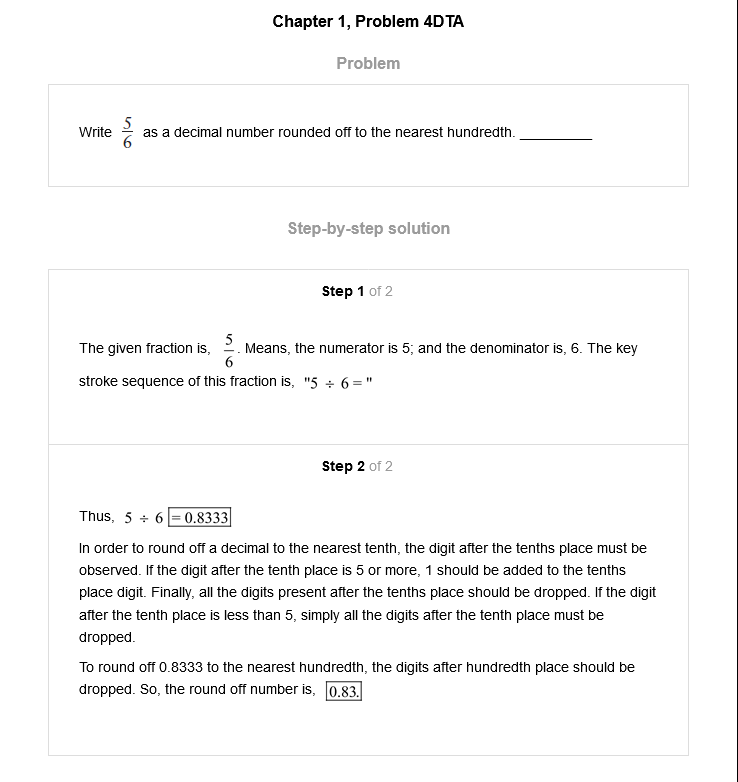 Chapter 1, Problem 4DTA
Problem
Write 5/6 as a decimal number rounded off to the nearest hundredth. __________
Step-by-step solution
Step 1 of 2
The given fraction is, 5/6. Means, the numerator is 5; and the denominator is, 6. The key
stroke sequence of this fraction is, "5 ÷ 6 = "
Step 2 of 2
Thus, 5 ÷ 6 = 0.8333
In order to round off a decimal to the nearest tenth, the digit after the tenths place must be
observed. If the digit after the tenth place is 5 or more, 1 should be added to the tenths
place digit. Finally, all the digits present after the tenths place should be dropped. If the digit
after the tenth place is less than 5, simply all the digits after the tenth place must be
dropped.
To round off 0.8333 to the nearest hundredth, the digits after hundredth place should be
dropped. So, the round off number is, 0.83.